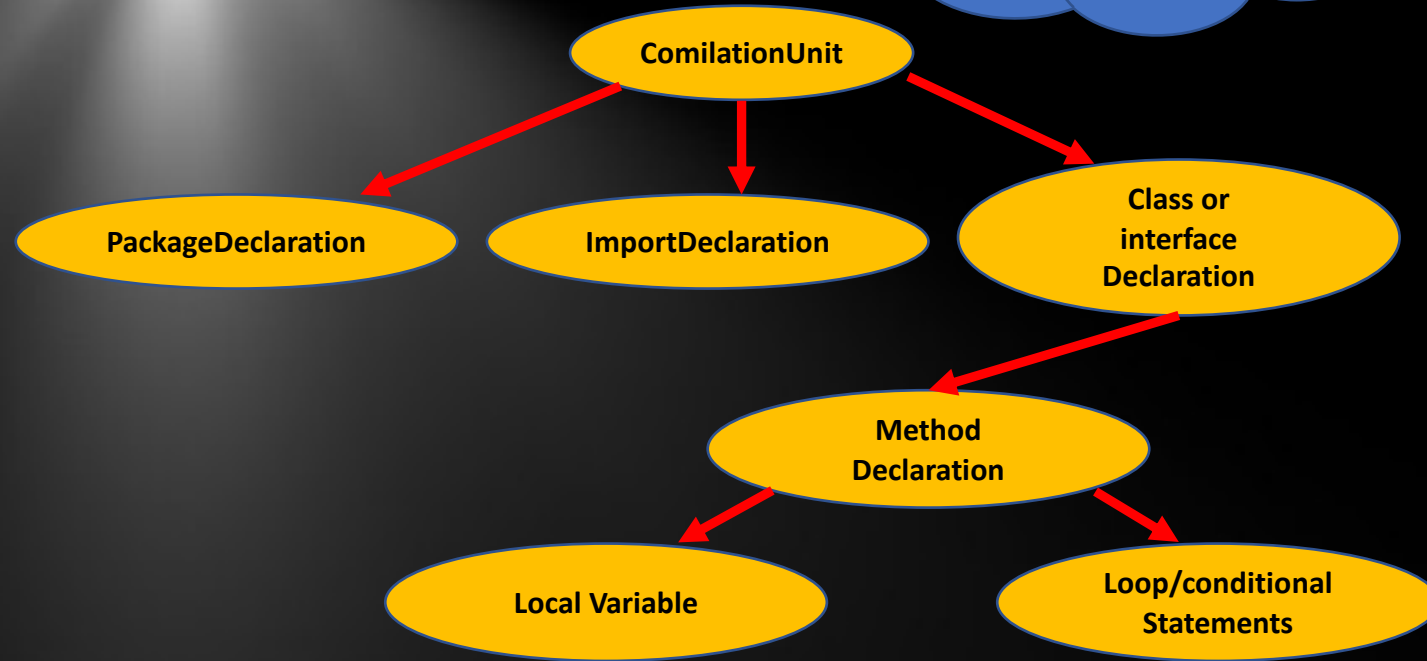 ComilationUnit
PackageDeclaration
ImportDeclaration
Class or
interface
Declaration
Method
Declaration
Local Variable
Loop/conditional
Statements